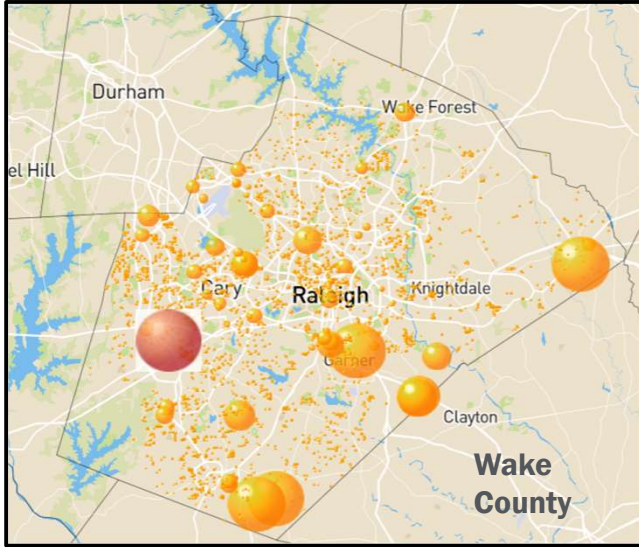 Durham
Wake Forest
el Hill
Cary
Raleigh
Knightdale
Garner
Clayton
Wake
County